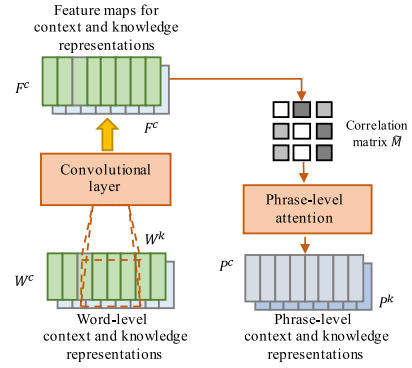 Feature maps for
context and knowledge
representations
F^c
F^c
Convolutional
layer
W^k
W^c
Word-level
context and knowledge
representations
Correlation
matrix M̃
Phrase-level
attention
P^c
P^k
Phrase-level
context and knowledge
representations